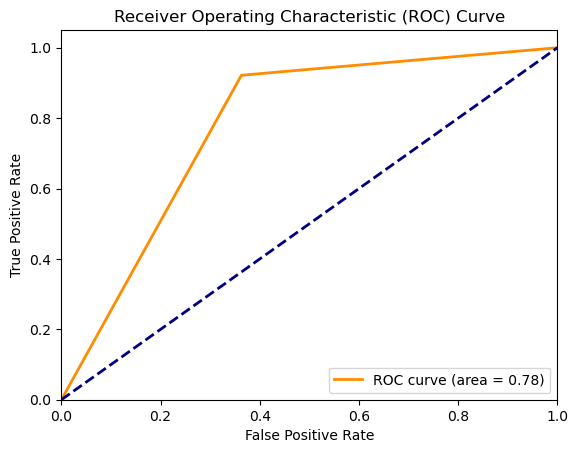 Receiver Operating Characteristic (ROC) Curve
True Positive Rate
1.0
0.8
0.6
0.4
0.2
0.0
ROC curve (area = 0.78)
0.0 0.2 0.4 0.6 0.8 1.0
False Positive Rate